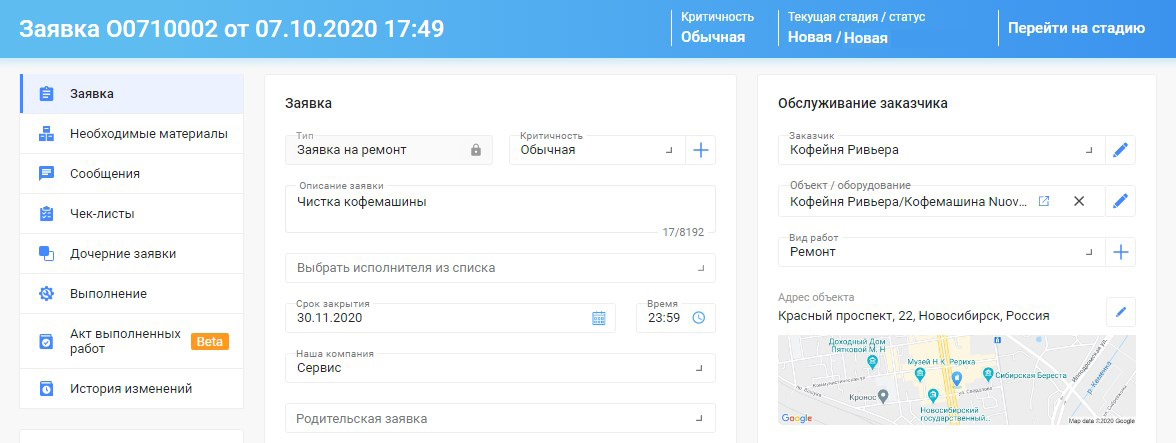 Заявка О0710002 от 07.10.2020 17:49
Критичность
Обычная
Текущая стадия / статус
Новая / Новая
Перейти на стадию
Заявка
Необходимые материалы
Сообщения
Чек-листы
Дочерние заявки
Выполнение
Акт выполненных
работ
Beta
История изменений
Заявка
Тип
Заявка на ремонт
Критичность
Обычная
Описание заявки
Чистка кофемашины
17/8192
Выбрать исполнителя из списка
Срок закрытия
30.11.2020
Время
23:59
Наша компания
Сервис
Родительская заявка
Обслуживание заказчика
Заказчик
Кофейня Ривьера
Объект / оборудование
Кофейня Ривьера/Кофемашина Nuov...
Вид работ
Ремонт
Адрес объекта
Красный проспект, 22, Новосибирск, Россия
Доходный Дом
Пятковой М. Н
Музей Н.К. Рериха
Сибирская Береста
Кронос
Новосибирский
государственный...
ул. Свердлова
Коммунистическая ул.
р. Каменка
Google
Map data ©2020 Google